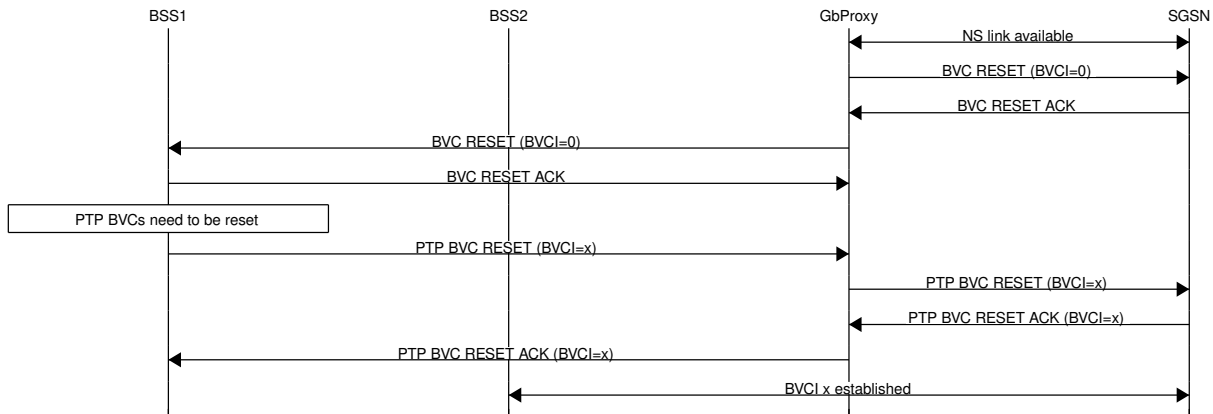 BSS1 BSS2 GbProxy SGSN
NS link available
BVC RESET (BVCI=0)
BVC RESET ACK
BVC RESET (BVCI=0)
BVC RESET ACK
PTP BVCs need to be reset
PTP BVC RESET (BVCI=x)
PTP BVC RESET (BVCI=x)
PTP BVC RESET ACK (BVCI=x)
PTP BVC RESET ACK (BVCI=x)
BVCI x established